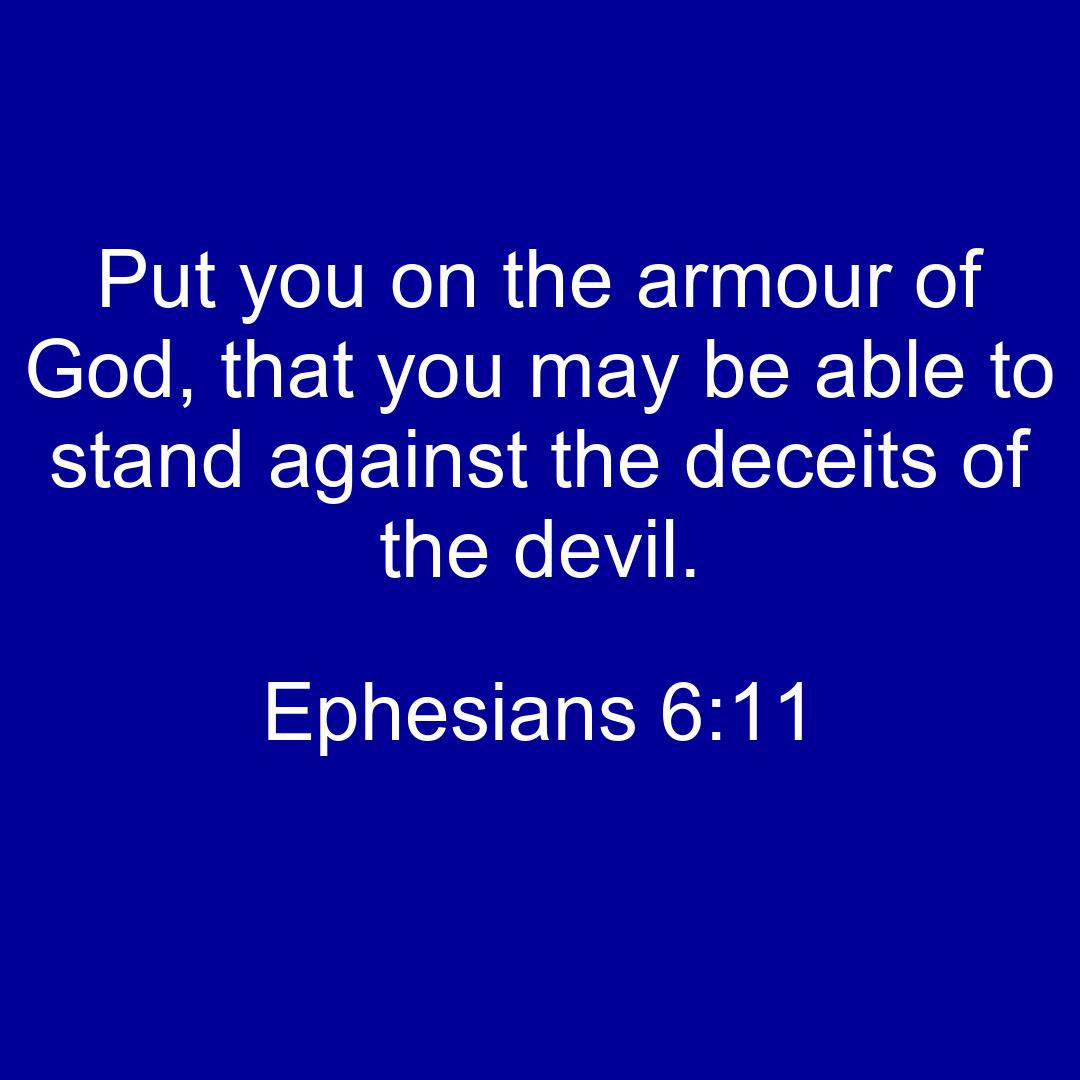 Put you on the armour of
God, that you may be able to
stand against the deceits of
the devil.
Ephesians 6:11